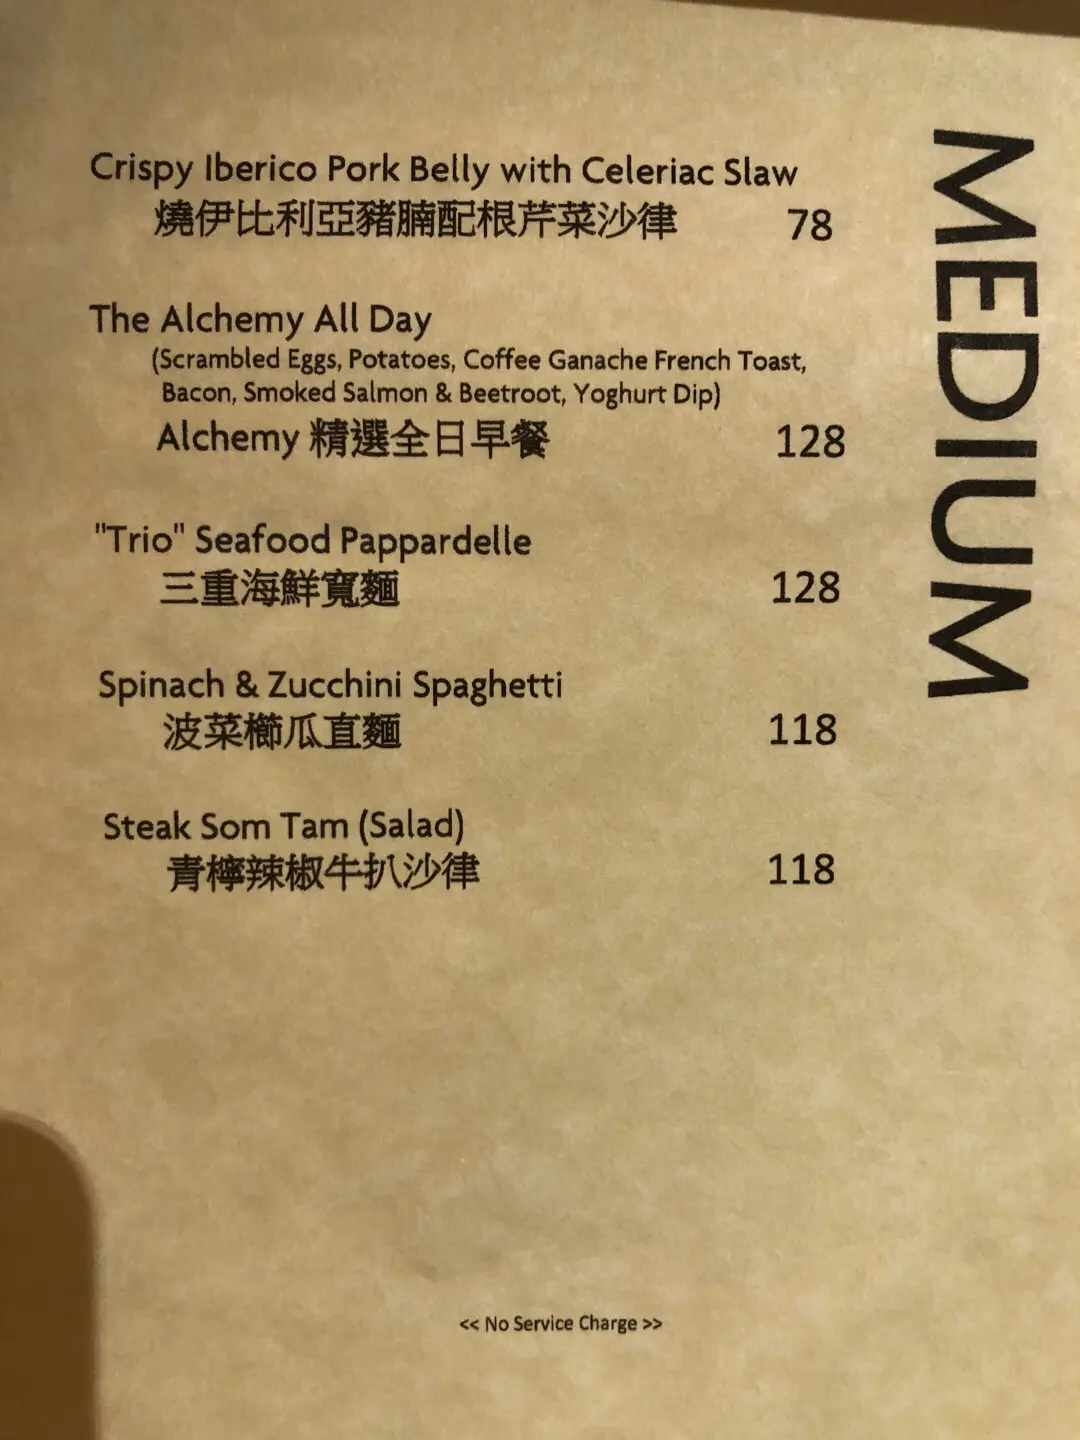 MEDIUM
Crispy Iberico Pork Belly with Celeriac Slaw
燒伊比利亞豬腩配根芹菜沙律 78
The Alchemy All Day
(Scrambled Eggs, Potatoes, Coffee Ganache French Toast,
Bacon, Smoked Salmon & Beetroot, Yoghurt Dip)
Alchemy 精選全日早餐 128
"Trio" Seafood Pappardelle
三重海鮮寬麵 128
Spinach & Zucchini Spaghetti
菠菜櫛瓜直麵 118
Steak Som Tam (Salad)
青檸辣椒牛扒沙律 118
<< No Service Charge >>